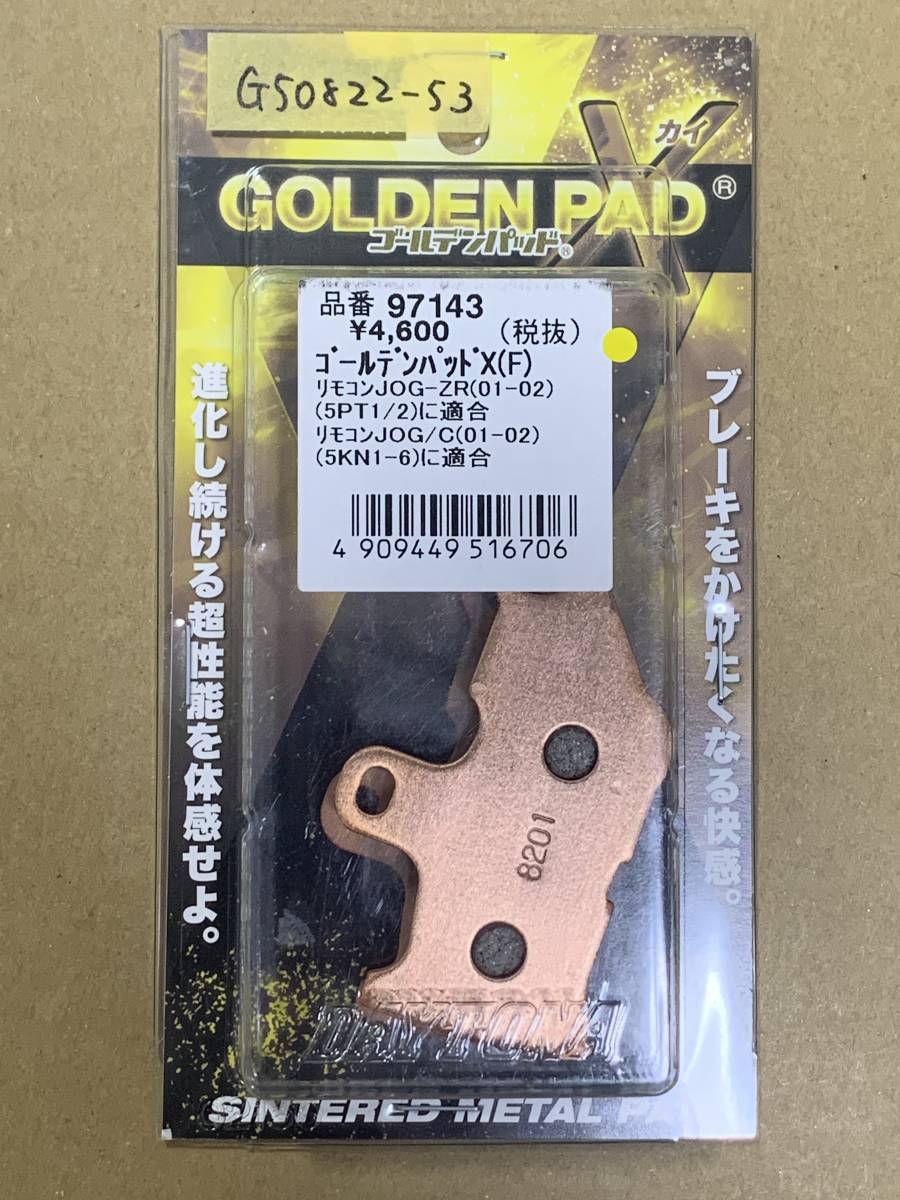 G50822-53
カイ
X
GOLDEN PAD®
ゴールデンパッド®
品番 97143
¥4,600 (税抜)
ｺﾞｰﾙﾃﾞﾝﾊﾟｯﾄﾞX(F)
ﾘﾓｺﾝJOG-ZR(01-02)
(5PT1/2)に適合
ﾘﾓｺﾝJOG/C(01-02)
(5KN1-6)に適合
4 909449 516706
ブレーキをかけたくなる快感。
進化し続ける超性能を体感せよ。
8201
DAYTONA
SINTERED METAL PA